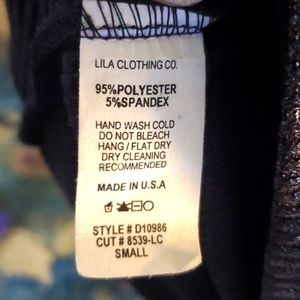 LILA CLOTHING CO.
95%POLYESTER
5%SPANDEX
HAND WASH COLD
DO NOT BLEACH
HANG / FLAT DRY
DRY CLEANING
RECOMMENDED
MADE IN U.S.A
STYLE # D10986
CUT # 8539-LC
SMALL